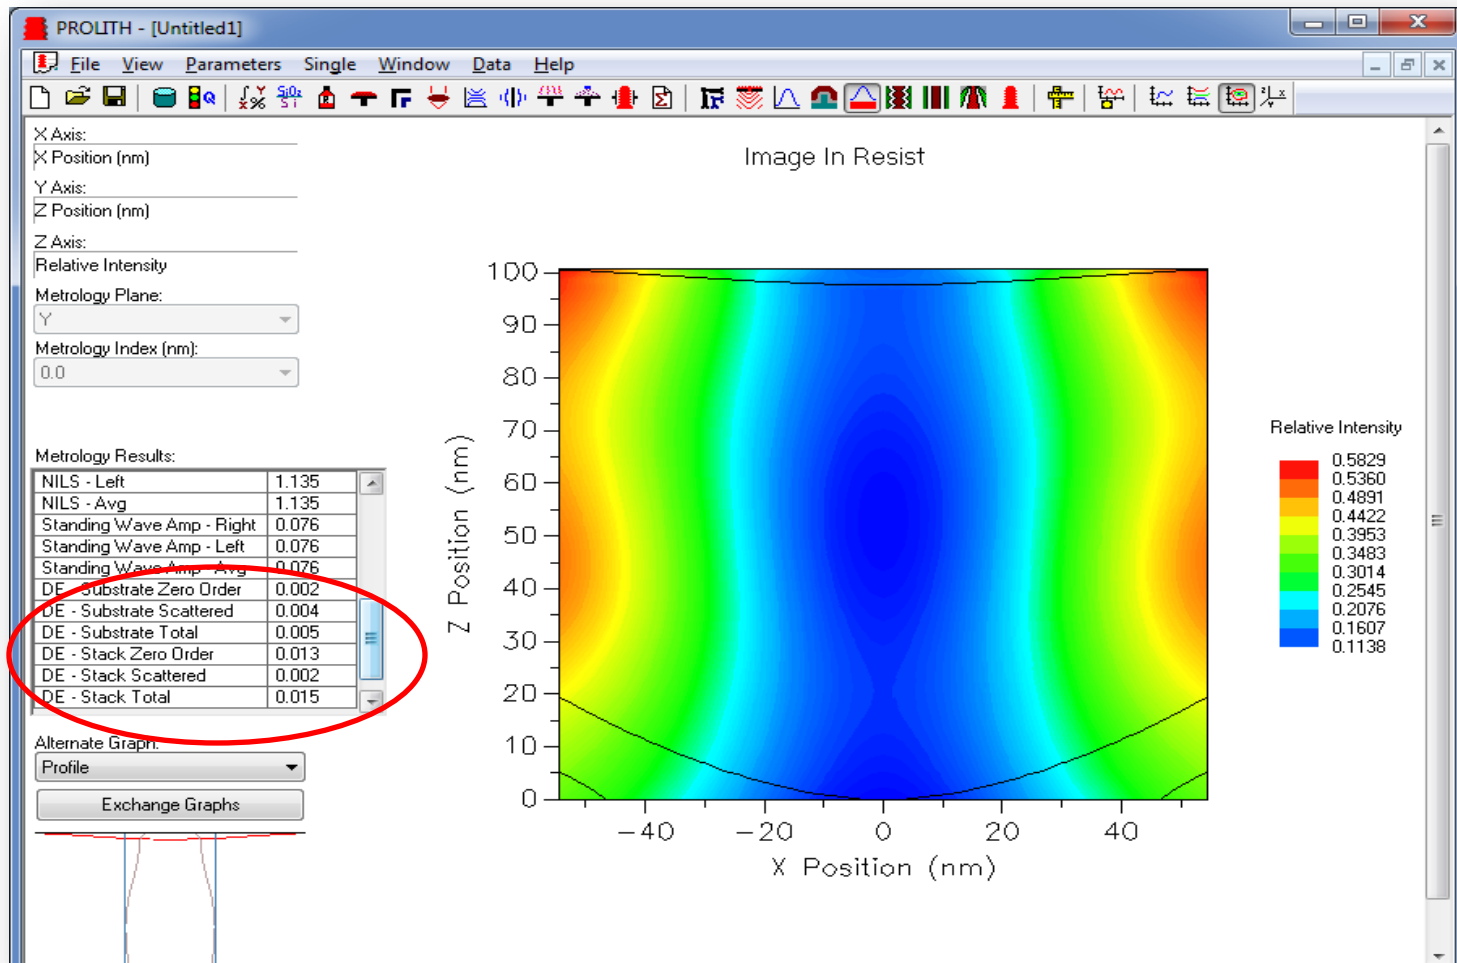 PROLITH - [Untitled1]
File View Parameters Single Window Data Help
X Axis:
X Position (nm)
Y Axis:
Z Position (nm)
Z Axis:
Relative Intensity
Metrology Plane:
Y
Metrology Index (nm):
0.0
Metrology Results:
NILS - Left 1.135
NILS - Avg 1.135
Standing Wave Amp - Right 0.076
Standing Wave Amp - Left 0.076
Standing Wave Amp - Avg 0.076
DE - Substrate Zero Order 0.002
DE - Substrate Scattered 0.004
DE - Substrate Total 0.005
DE - Stack Zero Order 0.013
DE - Stack Scattered 0.002
DE - Stack Total 0.015
Alternate Graph:
Profile
Exchange Graphs
Image In Resist
100
90
80
70
60
50
40
30
20
10
0
Z Position (nm)
-40 -20 0 20 40
X Position (nm)
Relative Intensity
0.5829
0.5360
0.4891
0.4422
0.3953
0.3483
0.3014
0.2545
0.2076
0.1607
0.1138